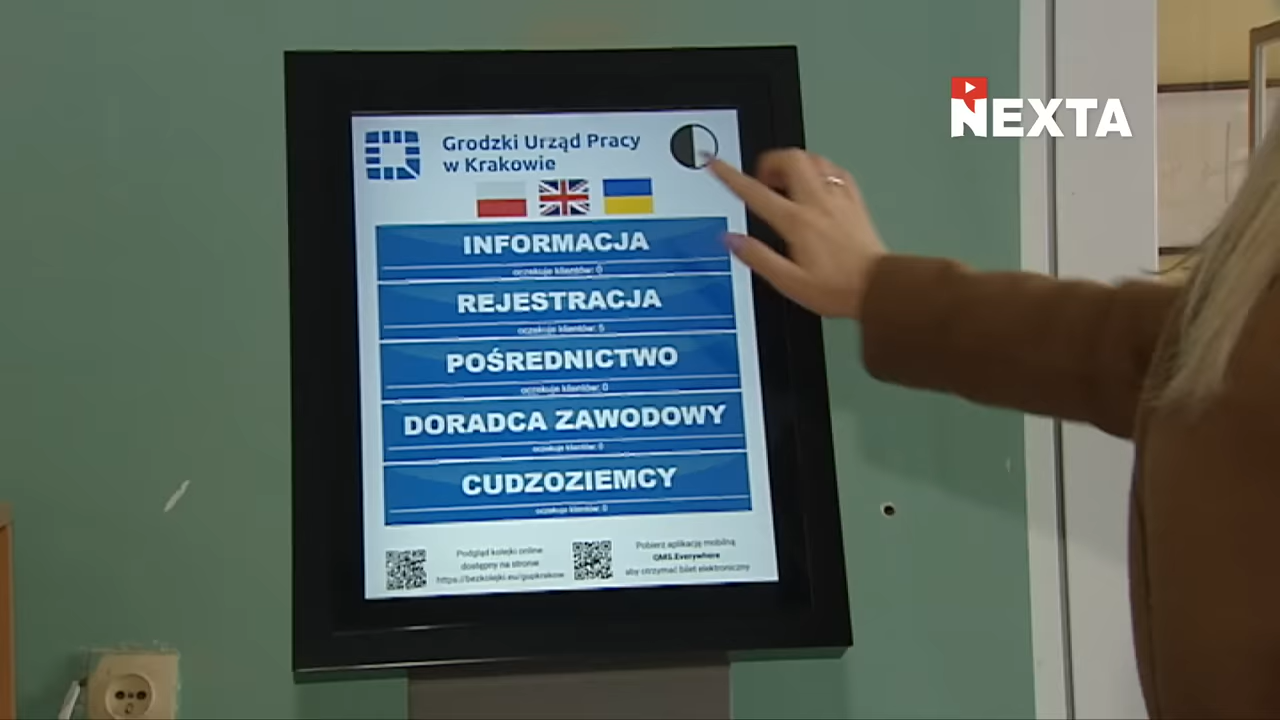 NEXTA
Grodzki Urząd Pracy
w Krakowie
INFORMACJA
oczekuje klientów: 0
REJESTRACJA
oczekuje klientów: 5
POŚREDNICTWO
oczekuje klientów: 0
DORADCA ZAWODOWY
oczekuje klientów: 0
CUDZOZIEMCY
oczekuje klientów: 0
Podgląd kolejki online
dostępny na stronie
https://bezkolejki.eu/gupkrakow
Pobierz aplikację mobilną
QMS.Everywhere
aby otrzymać bilet elektroniczny